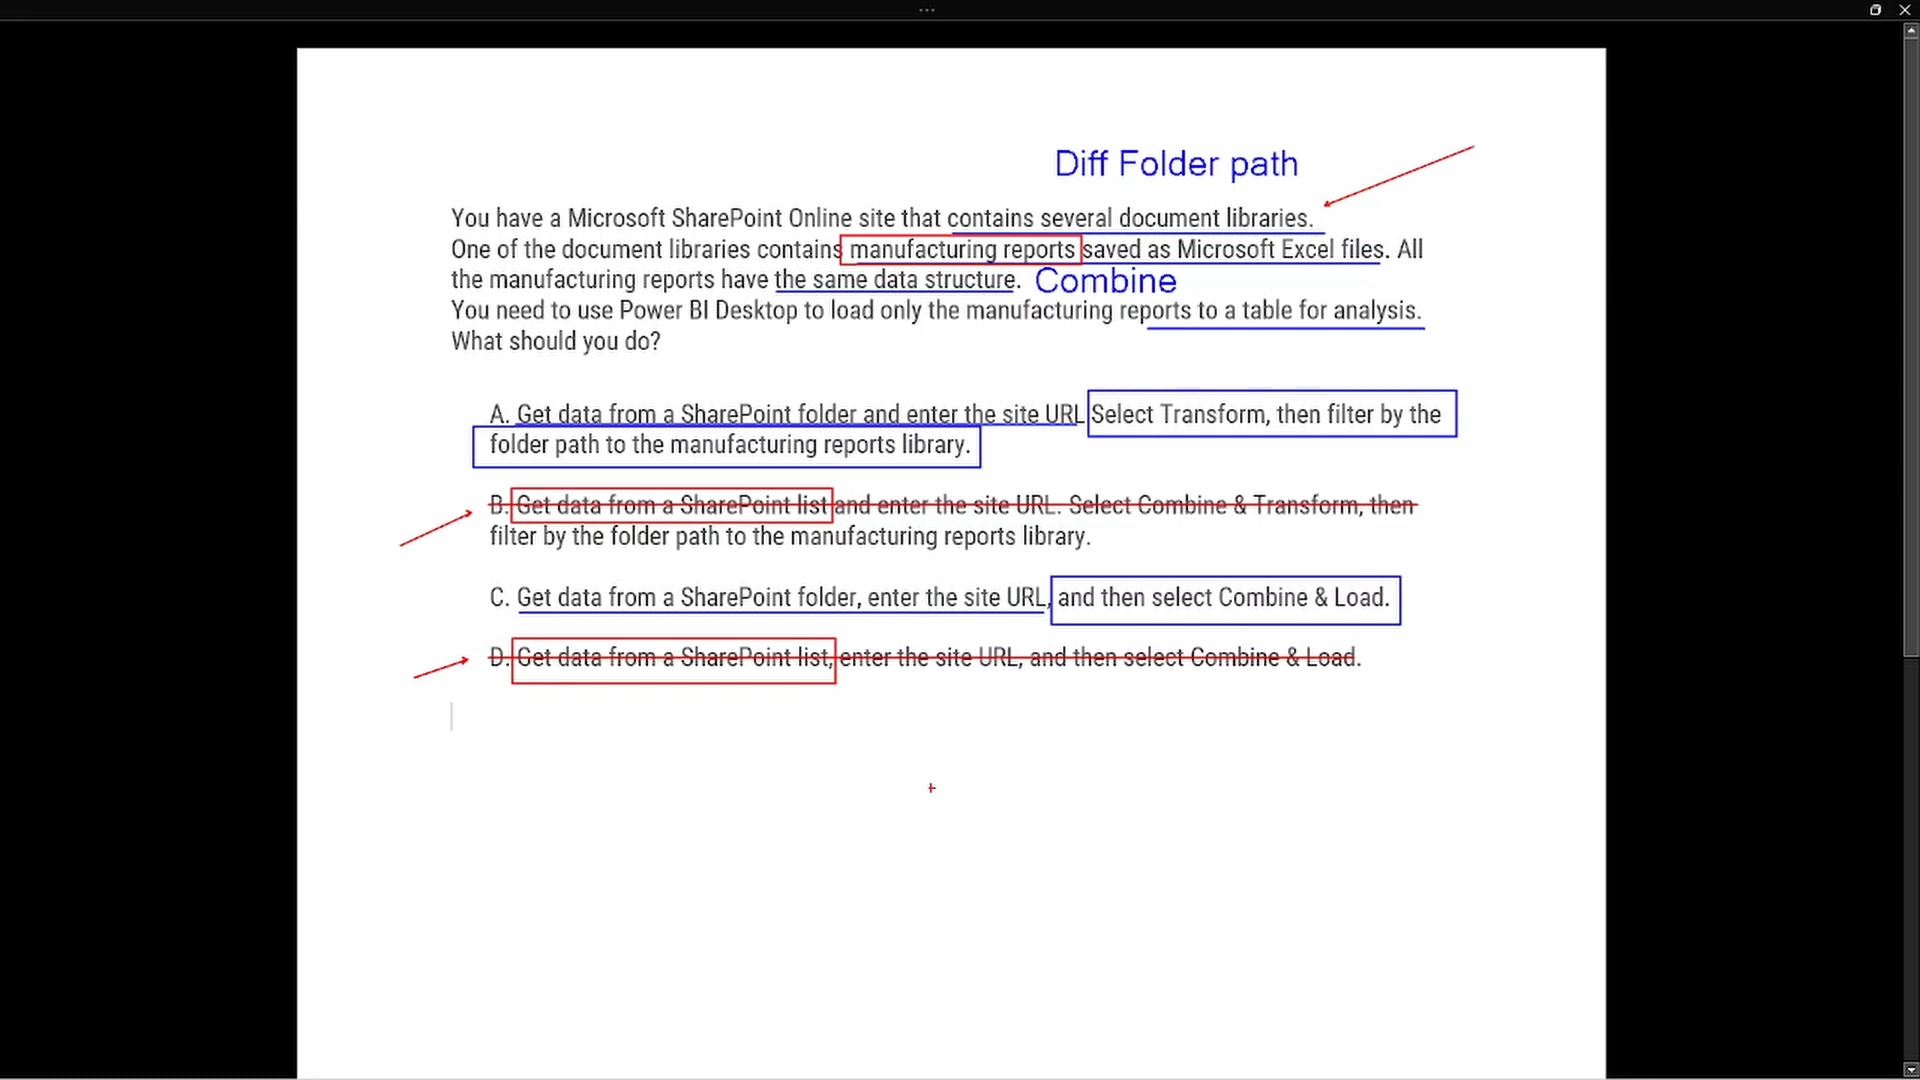 Diff Folder path
You have a Microsoft SharePoint Online site that contains several document libraries.
One of the document libraries contains manufacturing reports saved as Microsoft Excel files. All
the manufacturing reports have the same data structure. Combine
You need to use Power BI Desktop to load only the manufacturing reports to a table for analysis.
What should you do?
A. Get data from a SharePoint folder and enter the site URL Select Transform, then filter by the
folder path to the manufacturing reports library.
B. Get data from a SharePoint list and enter the site URL. Select Combine & Transform, then
filter by the folder path to the manufacturing reports library.
C. Get data from a SharePoint folder, enter the site URL, and then select Combine & Load.
D. Get data from a SharePoint list, enter the site URL, and then select Combine & Load.